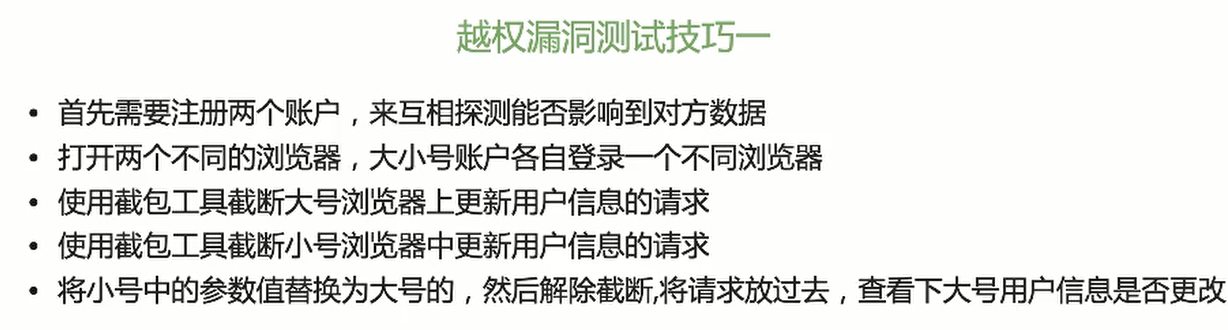 越权漏洞测试技巧一
• 首先需要注册两个账户，来互相探测能否影响到对方数据
• 打开两个不同的浏览器，大小号账户各自登录一个不同浏览器
• 使用截包工具截断大号浏览器上更新用户信息的请求
• 使用截包工具截断小号浏览器中更新用户信息的请求
• 将小号中的参数值替换为大号的，然后解除截断,将请求放过去，查看下大号用户信息是否更改